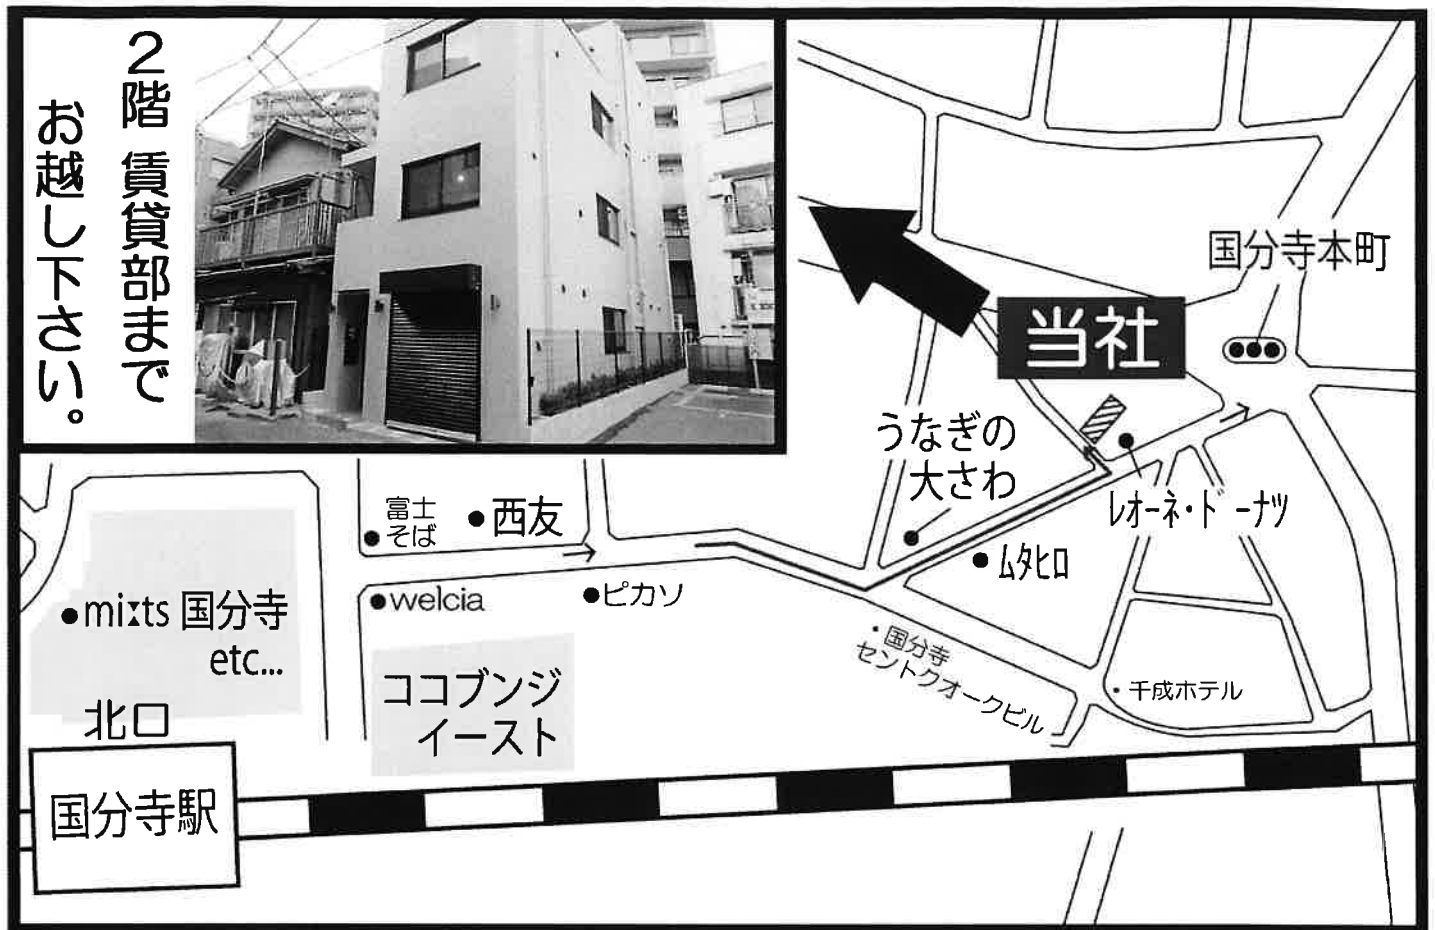 2階 賃貸部まで
お越し下さい。
国分寺本町
当社
うなぎの
大さわ
レオーネ・ドーナツ
ムタヒロ
富士
そば
西友
welcia
ピカソ
mixts 国分寺
etc...
北口
ココブンジ
イースト
国分寺
セントクオークビル
千成ホテル
国分寺駅